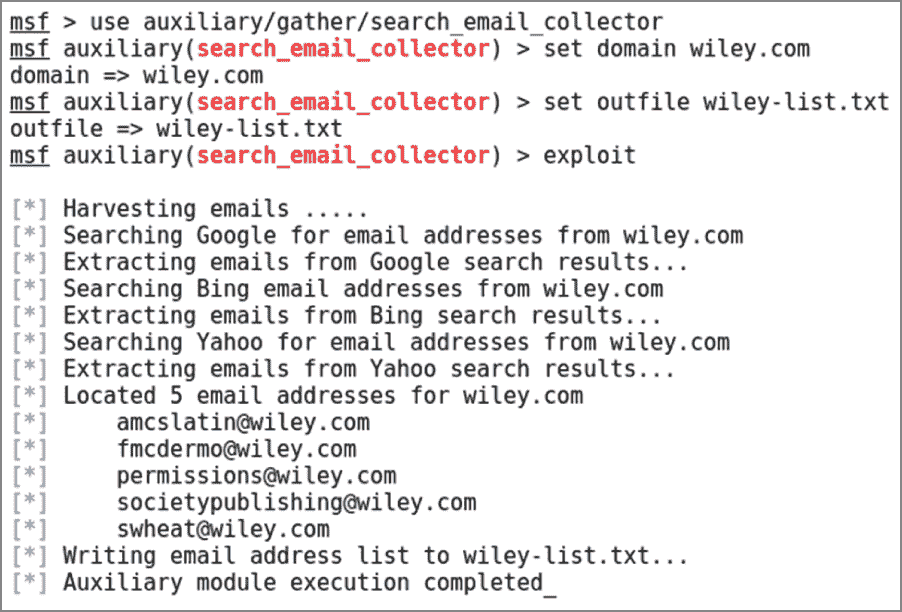 msf > use auxiliary/gather/search_email_collector
msf auxiliary(search_email_collector) > set domain wiley.com
domain => wiley.com
msf auxiliary(search_email_collector) > set outfile wiley-list.txt
outfile => wiley-list.txt
msf auxiliary(search_email_collector) > exploit
[*] Harvesting emails .....
[*] Searching Google for email addresses from wiley.com
[*] Extracting emails from Google search results...
[*] Searching Bing email addresses from wiley.com
[*] Extracting emails from Bing search results...
[*] Searching Yahoo for email addresses from wiley.com
[*] Extracting emails from Yahoo search results...
[*] Located 5 email addresses for wiley.com
[*] amcslatin@wiley.com
[*] fmcdermo@wiley.com
[*] permissions@wiley.com
[*] societypublishing@wiley.com
[*] swheat@wiley.com
[*] Writing email address list to wiley-list.txt...
[*] Auxiliary module execution completed_